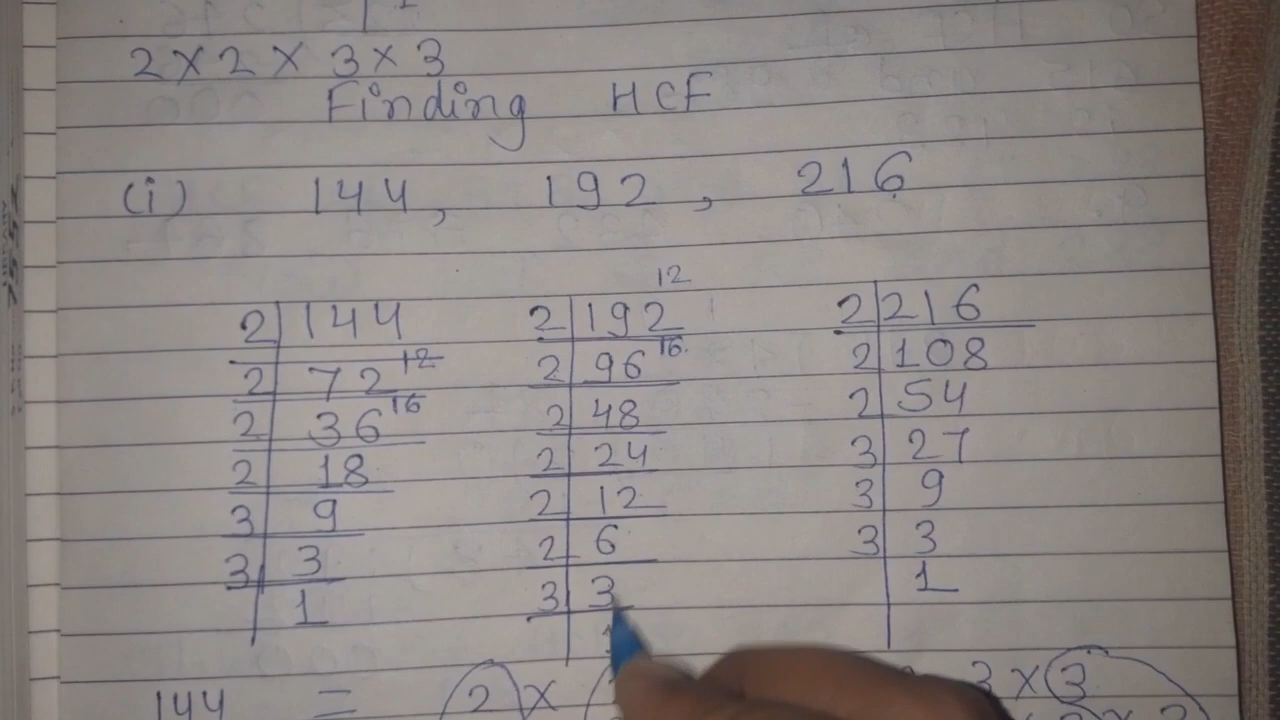 2 × 2 × 3 × 3
Finding HCF
(i) 144, 192, 216
12
2 144 2 192 2 216
2 72 12 2 96 16 2 108
2 36 16 2 48 2 54
2 18 2 24 3 27
3 9 2 12 3 9
3 3 2 6 3 3
1 3 3 1
144 = 2 × 3 × 3